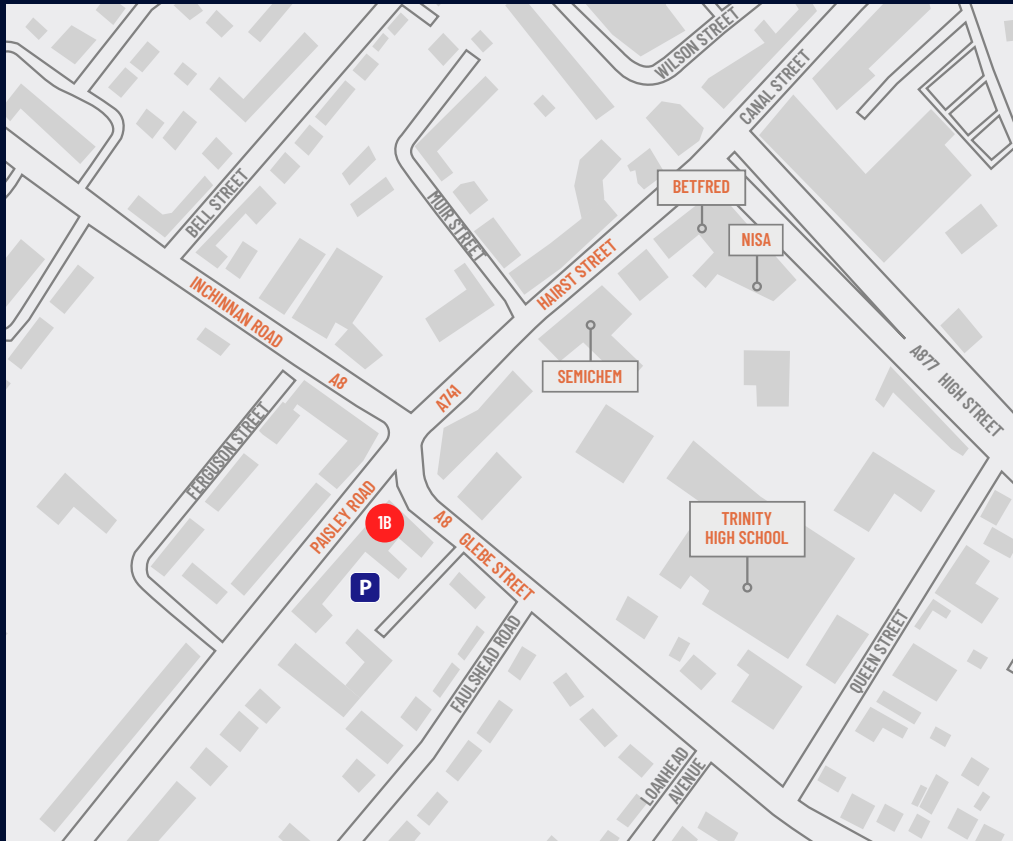 WILSON STREET
CANAL STREET
BELL STREET
MUIR STREET
BETFRED
NISA
HAIRST STREET
INCHINNAN ROAD
A8
A741
SEMICHEM
A877 HIGH STREET
FERGUSON STREET
PAISLEY ROAD
1B
A8 GLEBE STREET
TRINITY
HIGH SCHOOL
P
FAULSHEAD ROAD
QUEEN STREET
LOANHEAD
AVENUE